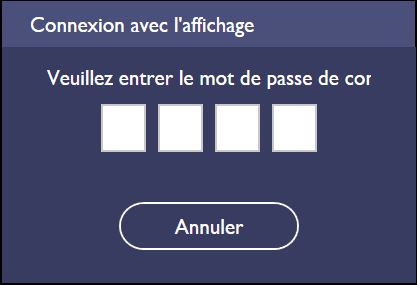 Connexion avec l'affichage
Veuillez entrer le mot de passe de cor
Annuler